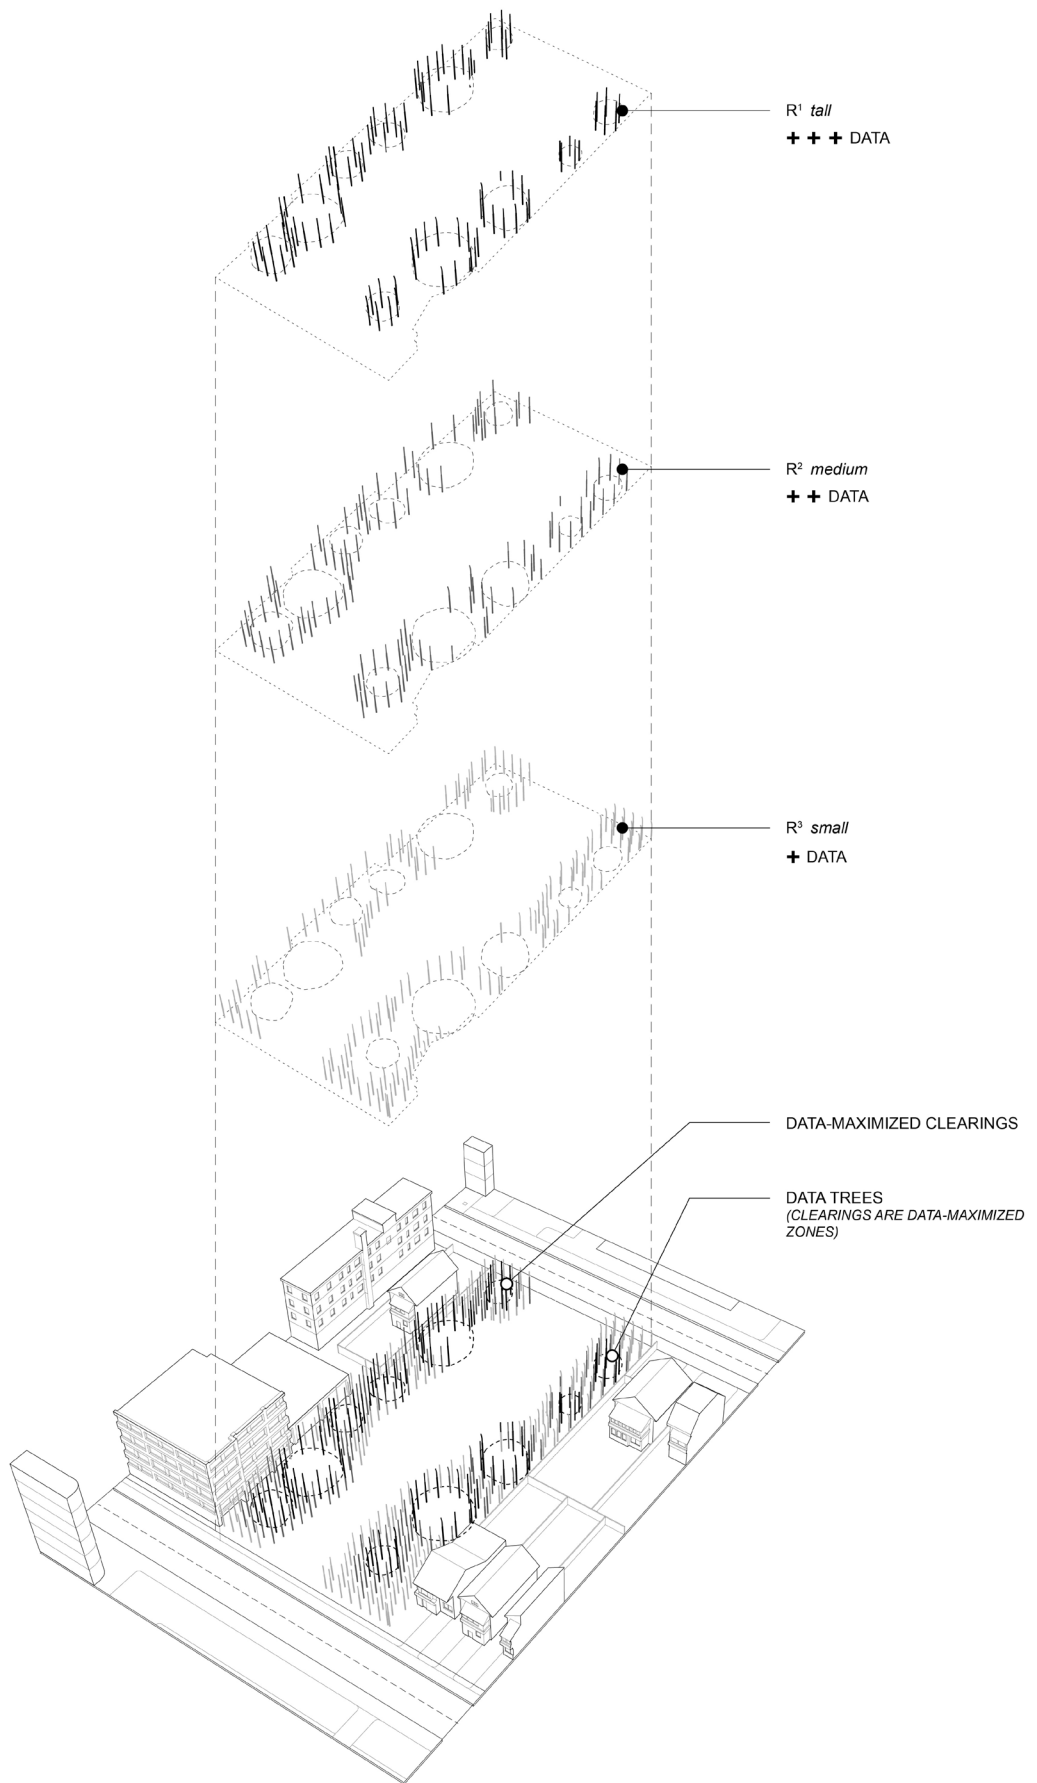 R¹ tall
+ + + DATA
R² medium
+ + DATA
R³ small
+ DATA
DATA-MAXIMIZED CLEARINGS
DATA TREES
(CLEARINGS ARE DATA-MAXIMIZED
ZONES)